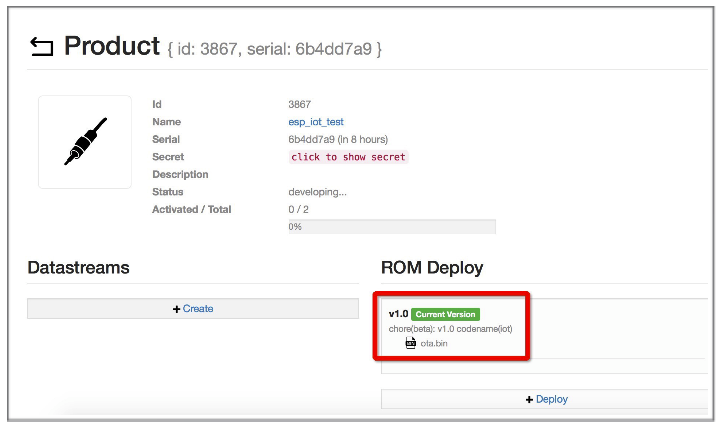 Product { id: 3867, serial: 6b4dd7a9 }
Id 3867
Name esp_iot_test
Serial 6b4dd7a9 (in 8 hours)
Secret click to show secret
Description
Status developing...
Activated / Total 0 / 2
0%
Datastreams
+ Create
ROM Deploy
v1.0 Current Version
chore(beta): v1.0 codename(iot)
ota.bin
+ Deploy